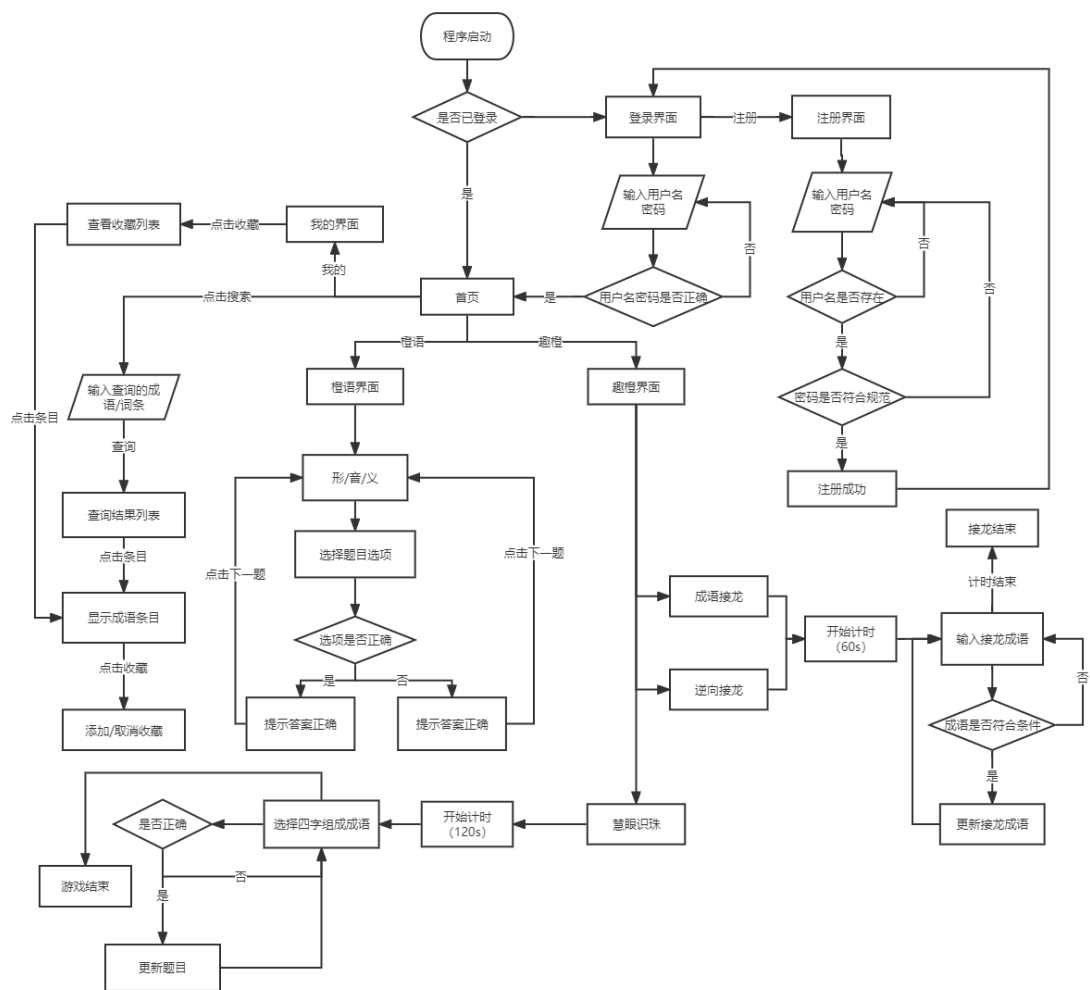 程序启动
是否已登录
登录界面
注册
注册界面
是
输入用户名
密码
输入用户名
密码
否
否
否
查看收藏列表
点击收藏
我的界面
我的
点击搜索
首页
是
用户名密码是否正确
用户名是否存在
是
橙语
趣橙
输入查询的成
语/词条
橙语界面
趣橙界面
密码是否符合规范
点击条目
查询
是
形/音/义
注册成功
查询结果列表
接龙结束
点击条目
点击下一题
选择题目选项
点击下一题
计时结束
显示成语条目
成语接龙
开始计时
(60s)
输入接龙成语
选项是否正确
点击收藏
否
是
否
逆向接龙
添加/取消收藏
提示答案正确
提示答案正确
成语是否符合条件
是
是否正确
选择四字组成成语
开始计时
(120s)
慧眼识珠
更新接龙成语
游戏结束
否
是
更新题目